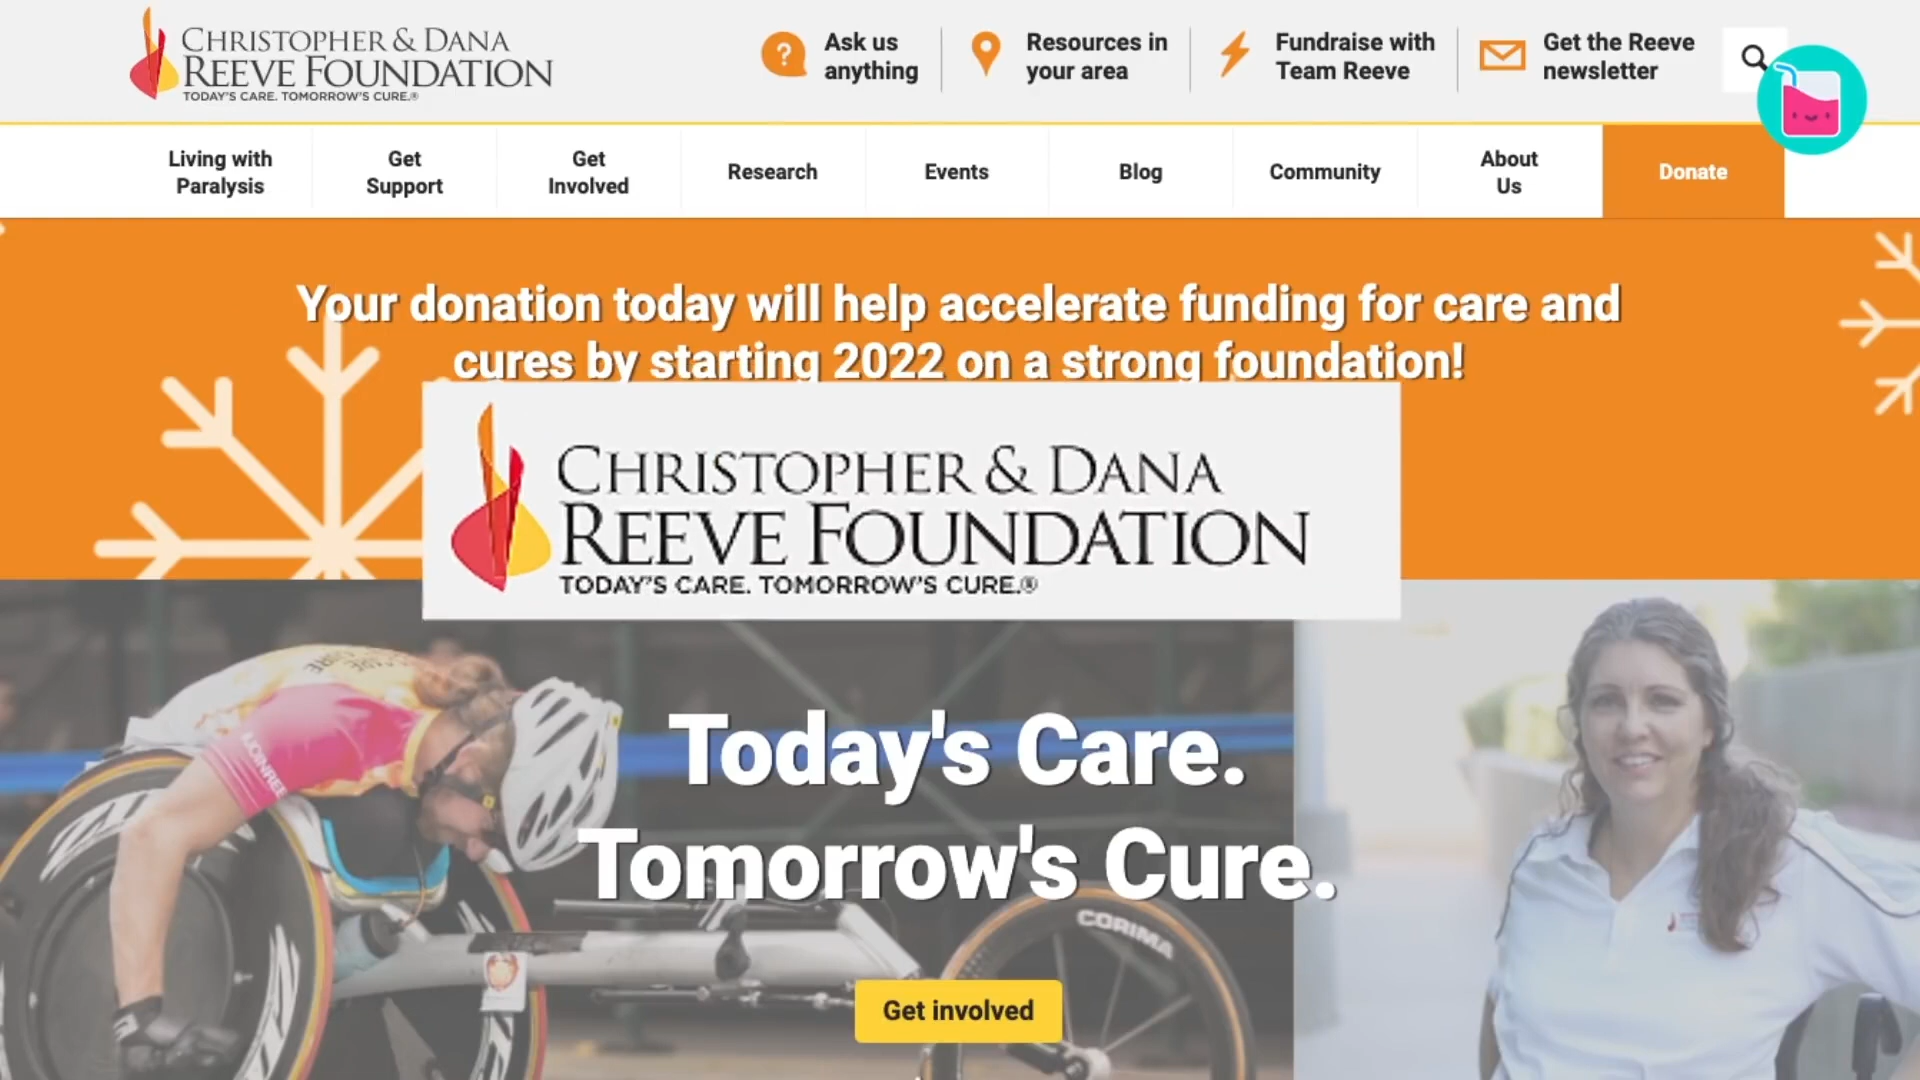 CHRISTOPHER & DANA
REEVE FOUNDATION
TODAY'S CARE. TOMORROW'S CURE.®
Ask us
anything
Resources in
your area
Fundraise with
Team Reeve
Get the Reeve
newsletter
Living with
Paralysis
Get
Support
Get
Involved
Research
Events
Blog
Community
About
Us
Donate
Your donation today will help accelerate funding for care and
cures by starting 2022 on a strong foundation!
CHRISTOPHER & DANA
REEVE FOUNDATION
TODAY'S CARE. TOMORROW'S CURE.®
Today's Care.
Tomorrow's Cure.
CORIMA
Get involved